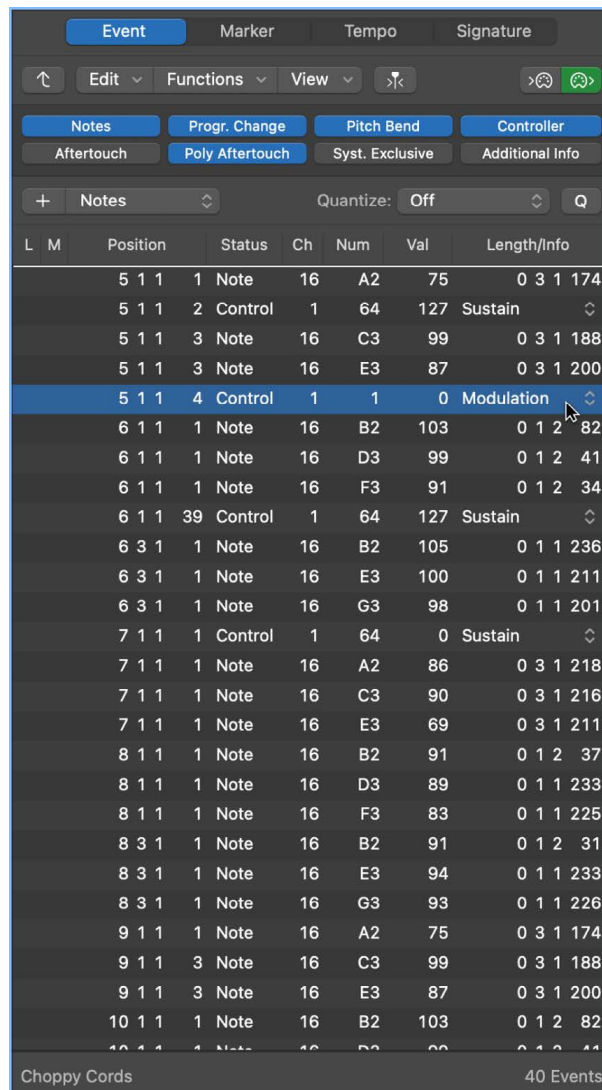 Event Marker Tempo Signature
Edit Functions View
Notes Progr. Change Pitch Bend Controller
Aftertouch Poly Aftertouch Syst. Exclusive Additional Info
+ Notes Quantize: Off Q
L M Position Status Ch Num Val Length/Info
5 1 1 1 Note 16 A2 75 0 3 1 174
5 1 1 2 Control 1 64 127 Sustain
5 1 1 3 Note 16 C3 99 0 3 1 188
5 1 1 3 Note 16 E3 87 0 3 1 200
5 1 1 4 Control 1 1 0 Modulation
6 1 1 1 Note 16 B2 103 0 1 2 82
6 1 1 1 Note 16 D3 99 0 1 2 41
6 1 1 1 Note 16 F3 91 0 1 2 34
6 1 1 39 Control 1 64 127 Sustain
6 3 1 1 Note 16 B2 105 0 1 1 236
6 3 1 1 Note 16 E3 100 0 1 1 211
6 3 1 1 Note 16 G3 98 0 1 1 201
7 1 1 1 Control 1 64 0 Sustain
7 1 1 1 Note 16 A2 86 0 3 1 218
7 1 1 1 Note 16 C3 90 0 3 1 216
7 1 1 1 Note 16 E3 69 0 3 1 211
8 1 1 1 Note 16 B2 91 0 1 2 37
8 1 1 1 Note 16 D3 89 0 1 1 233
8 1 1 1 Note 16 F3 83 0 1 1 225
8 3 1 1 Note 16 B2 91 0 1 2 31
8 3 1 1 Note 16 E3 94 0 1 1 233
8 3 1 1 Note 16 G3 93 0 1 1 226
9 1 1 1 Note 16 A2 75 0 3 1 174
9 1 1 3 Note 16 C3 99 0 3 1 188
9 1 1 3 Note 16 E3 87 0 3 1 200
10 1 1 1 Note 16 B2 103 0 1 2 82
Choppy Cords 40 Events